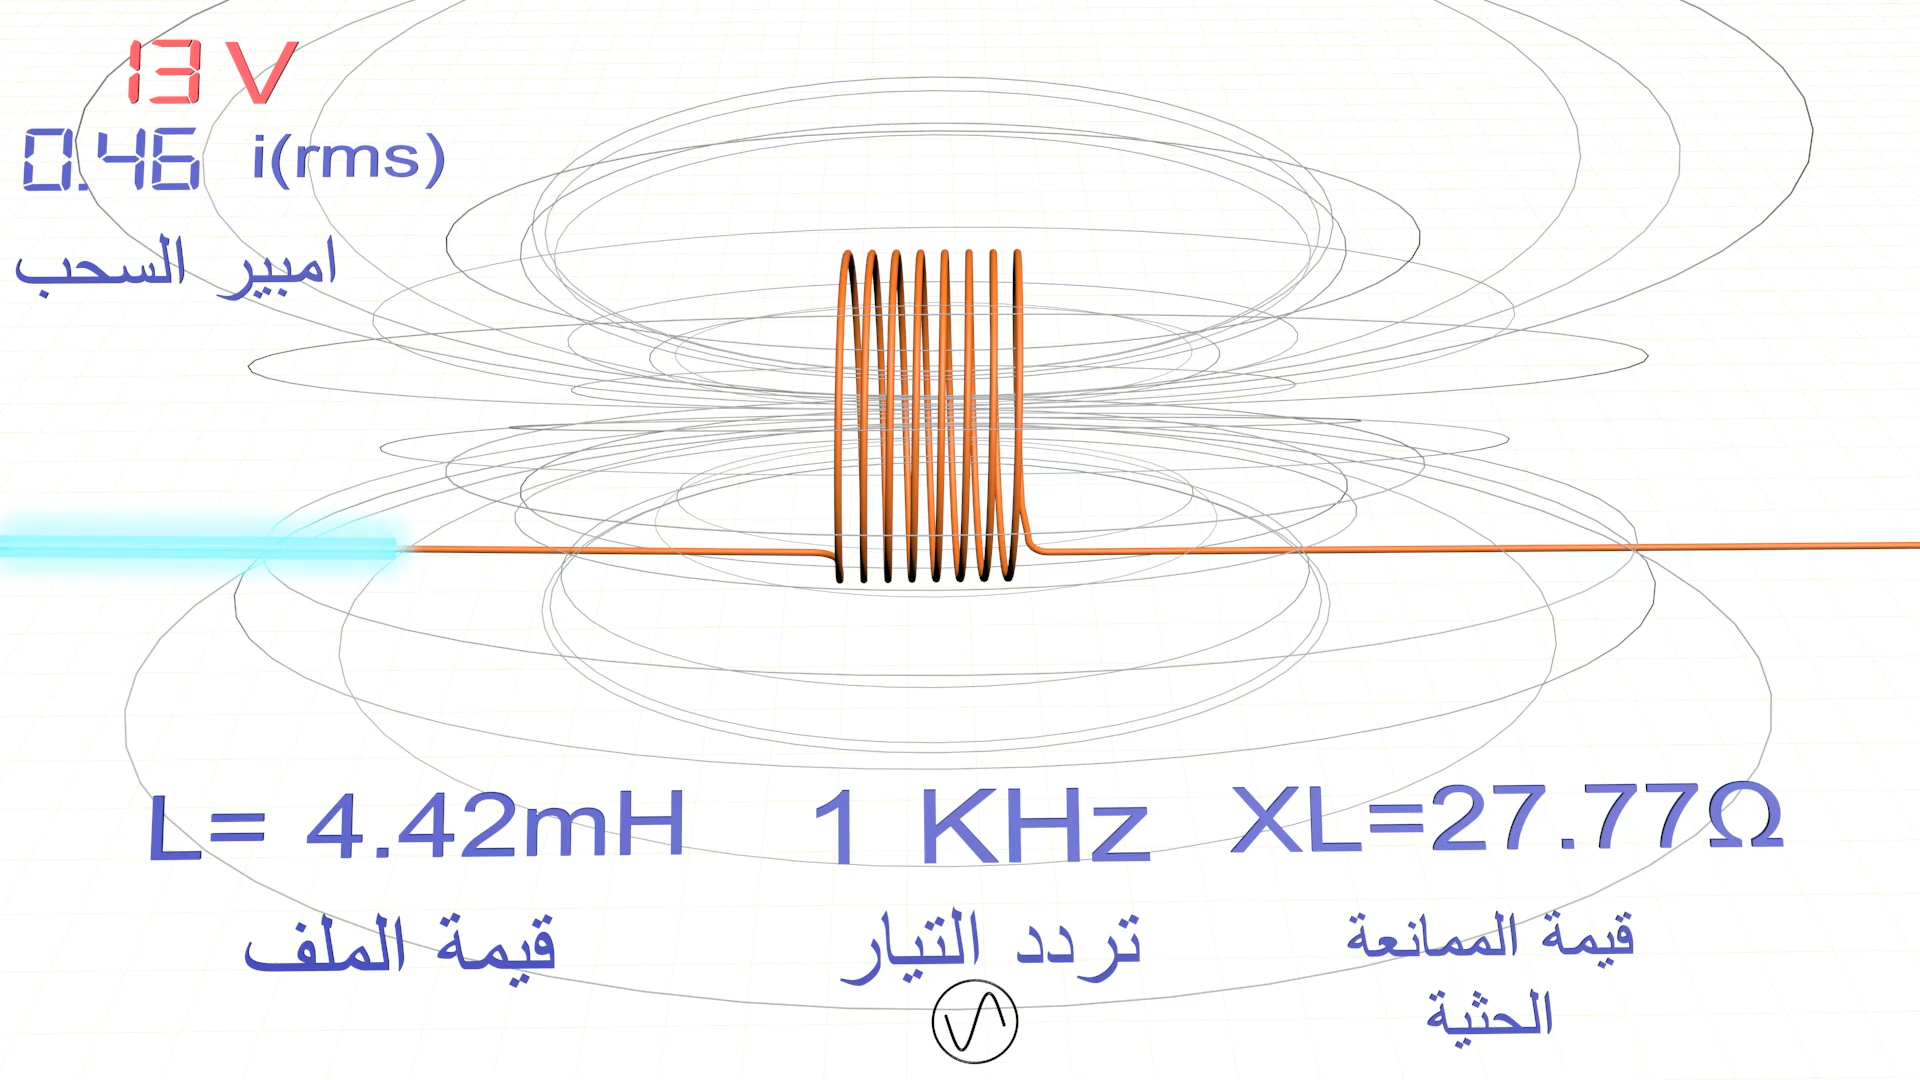 13 V
0.46 i(rms)
امبير السحب
L= 4.42mH
1 KHz
XL=27.77Ω
قيمة الملف
تردد التيار
قيمة الممانعة
الحثية